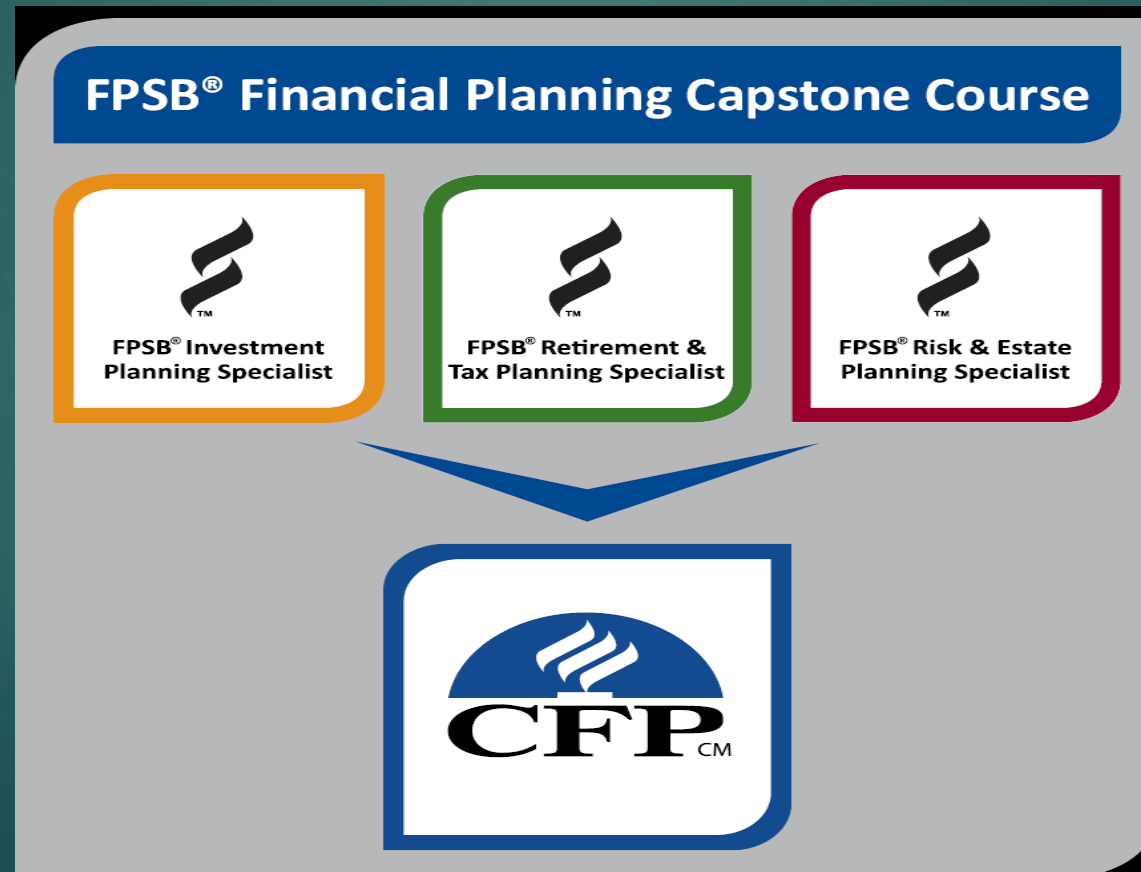 FPSB® Financial Planning Capstone Course
TM
FPSB® Investment
Planning Specialist
TM
FPSB® Retirement &
Tax Planning Specialist
TM
FPSB® Risk & Estate
Planning Specialist
CFP CM